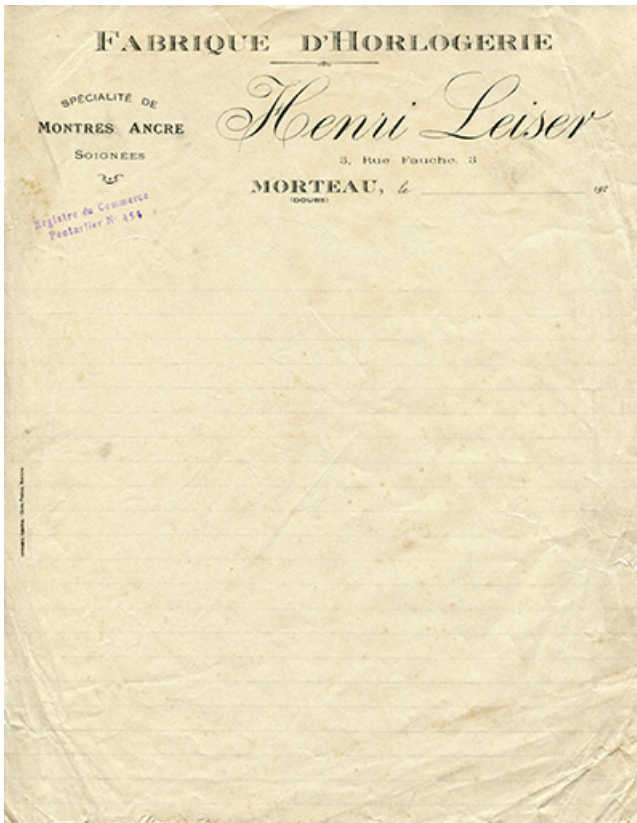 FABRIQUE D'HORLOGERIE
SPÉCIALITÉ DE
MONTRES ANCRE
SOIGNÉES
Henri Leiser
3, Rue Fauche. 3
MORTEAU, le 192
(DOUBS)
Registre du Commerce
Pontarlier N° 454